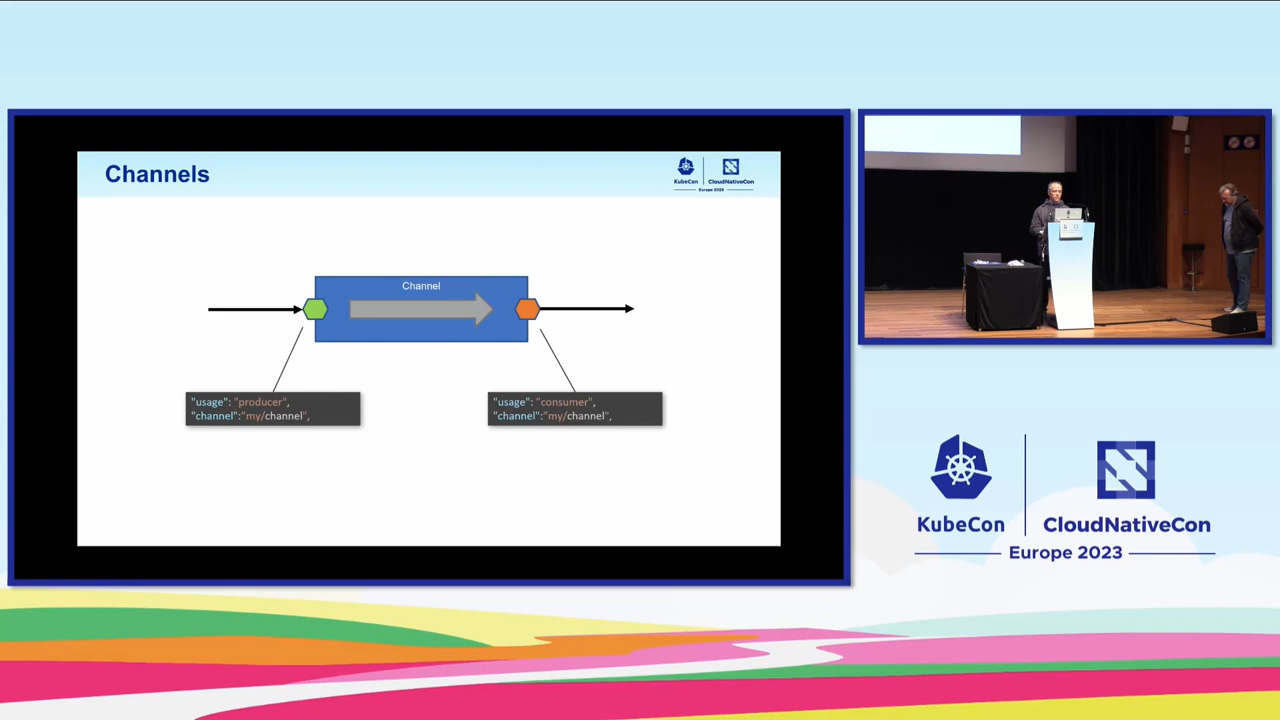 Channels
KubeCon
CloudNativeCon
Europe 2023
Channel
"usage": "producer",
"channel":"my/channel",
"usage": "consumer",
"channel":"my/channel",
KubeCon
CloudNativeCon
Europe 2023